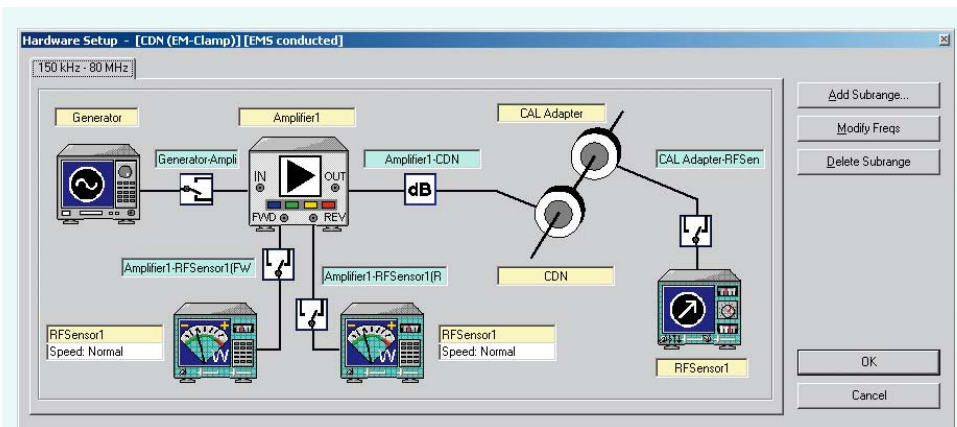 Hardware Setup - [CDN (EM-Clamp)] [EMS conducted]
150 kHz - 80 MHz
Add Subrange...
Modify Freqs
Delete Subrange
Generator
Amplifier1
CAL Adapter
Generator-Ampli
Amplifier1-CDN
CAL Adapter-RFSen
IN
OUT
dB
FWD
REV
Amplifier1-RFSensor1(FW
Amplifier1-RFSensor1(R
CDN
RFSensor1
Speed: Normal
W
W
RFSensor1
Speed: Normal
RFSensor1
OK
Cancel